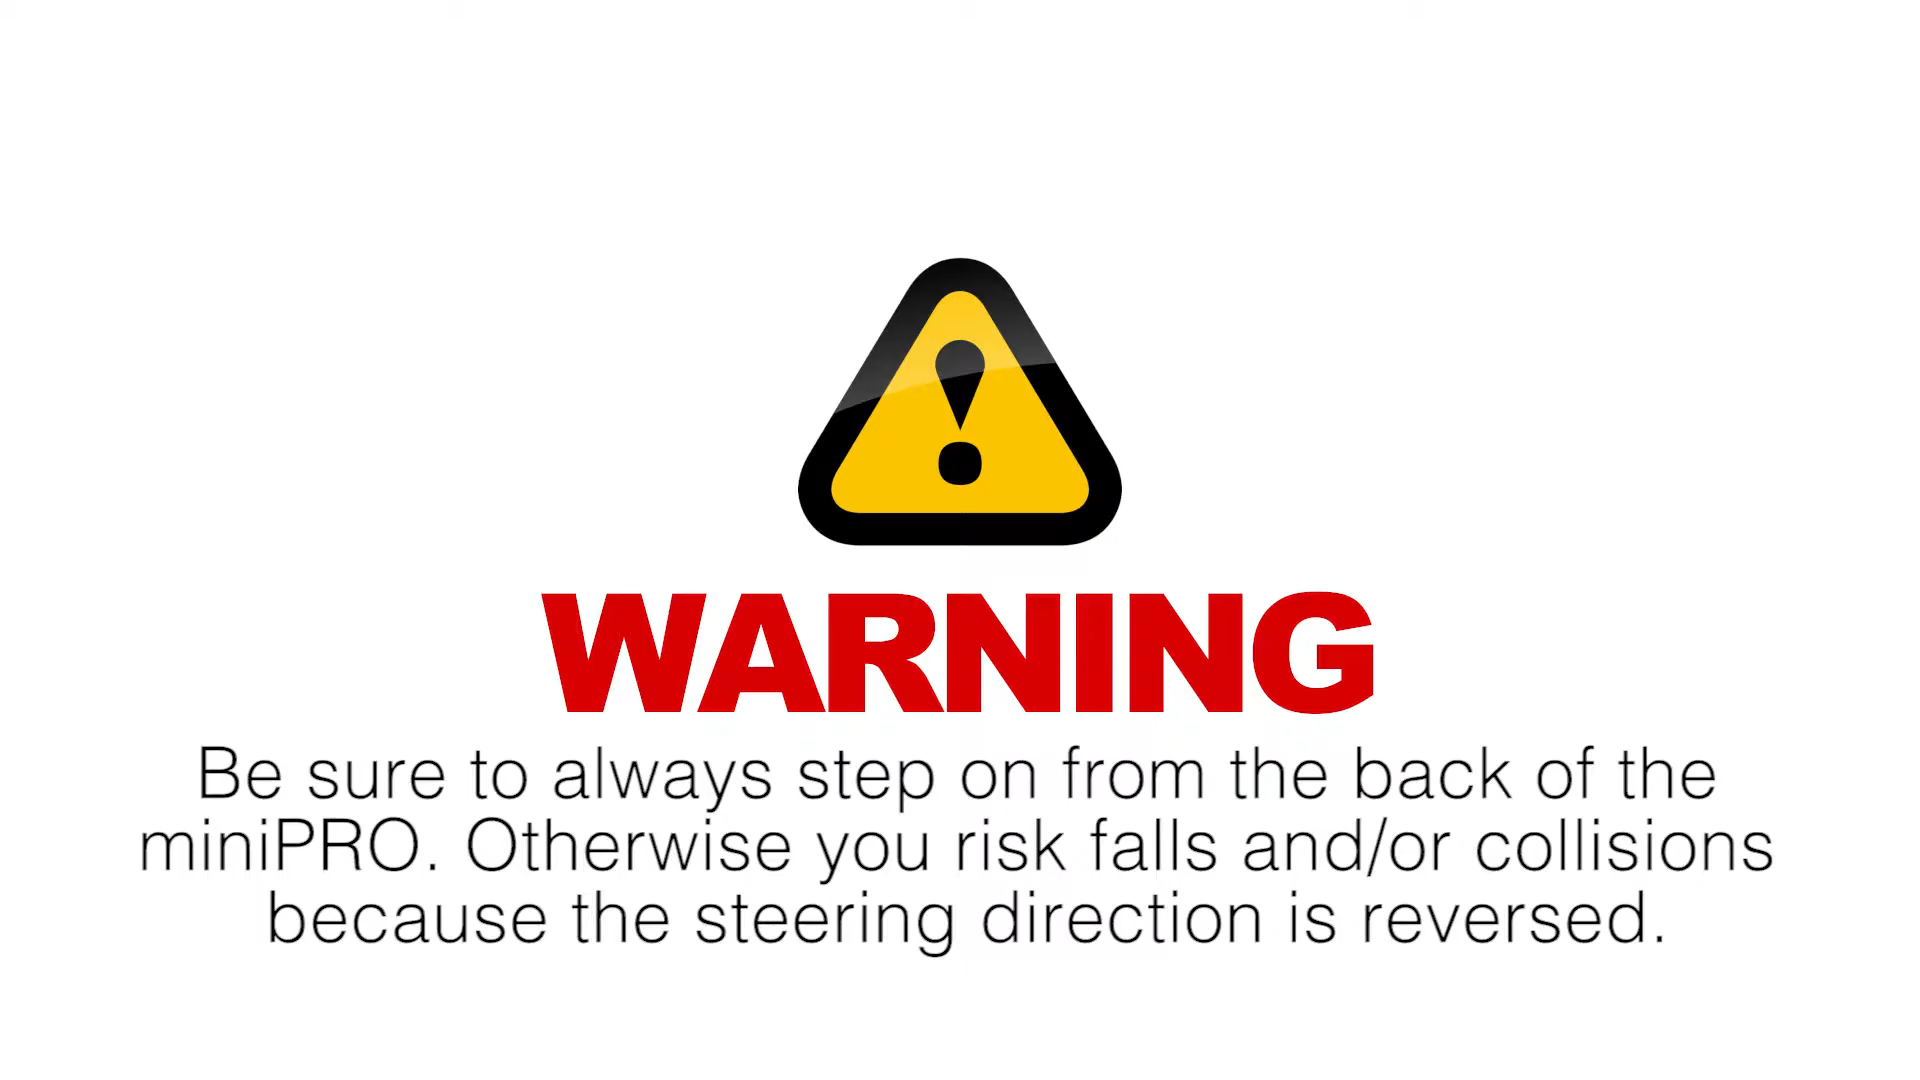 WARNING
Be sure to always step on from the back of the
miniPRO. Otherwise you risk falls and/or collisions
because the steering direction is reversed.